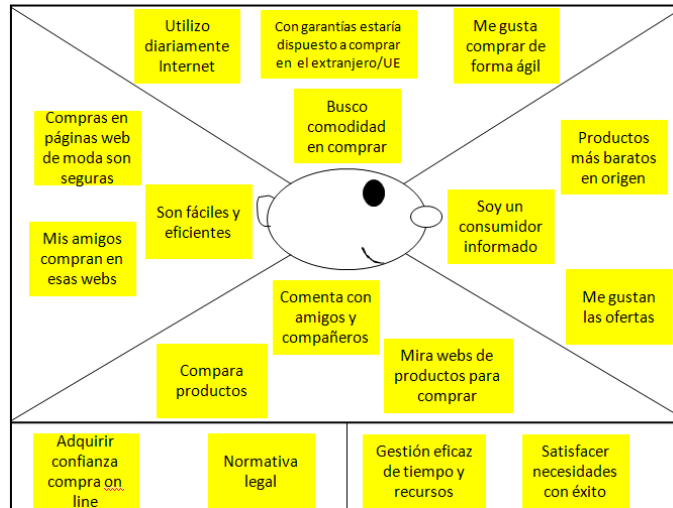 Utilizo
diariamente
Internet
Con garantías estaría
dispuesto a comprar
en el extranjero/UE
Me gusta
comprar de
forma ágil
Busco
comodidad
en comprar
Compras en
páginas web
de moda son
seguras
Productos
más baratos
en origen
Son fáciles y
eficientes
Soy un
consumidor
informado
Mis amigos
compran en
esas webs
Me gustan
las ofertas
Comenta con
amigos y
compañeros
Compara
productos
Mira webs de
productos para
comprar
Adquirir
confianza
compra on
line
Normativa
legal
Gestión eficaz
de tiempo y
recursos
Satisfacer
necesidades
con éxito